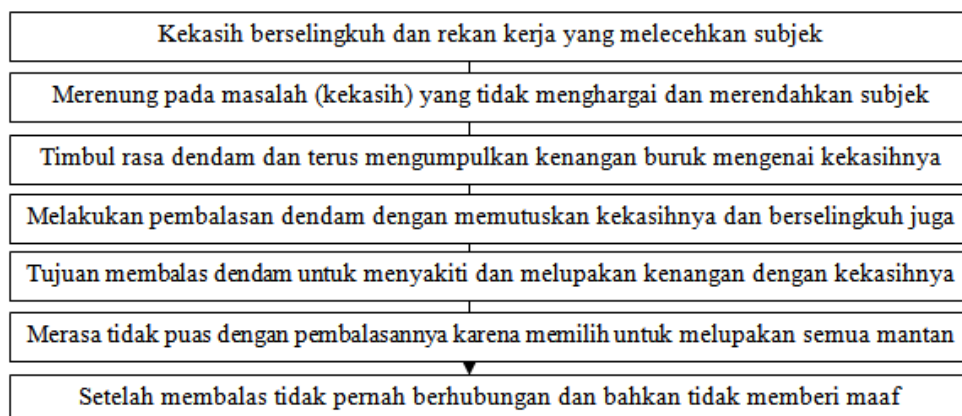 Kekasih berselingkuh dan rekan kerja yang melecehkan subjek
Merenung pada masalah (kekasih) yang tidak menghargai dan merendahkan subjek
Timbul rasa dendam dan terus mengumpulkan kenangan buruk mengenai kekasihnya
Melakukan pembalasan dendam dengan memutuskan kekasihnya dan berselingkuh juga
Tujuan membalas dendam untuk menyakiti dan melupakan kenangan dengan kekasihnya
Merasa tidak puas dengan pembalasannya karena memilih untuk melupakan semua mantan
Setelah membalas tidak pernah berhubungan dan bahkan tidak memberi maaf